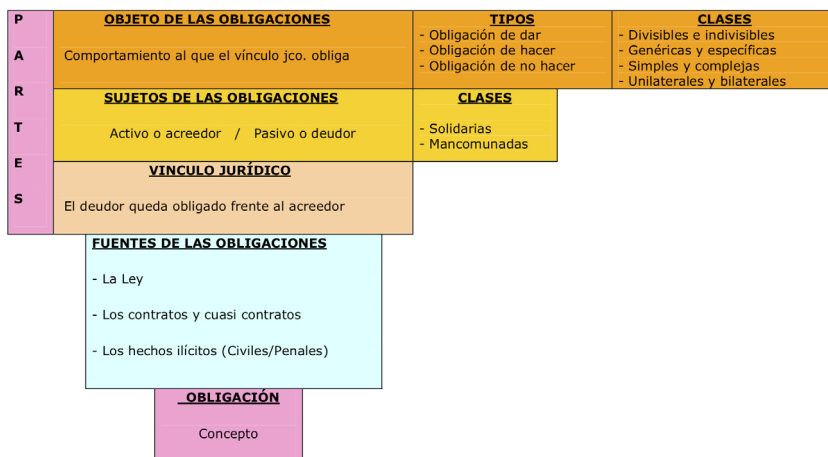 PARTES
OBJETO DE LAS OBLIGACIONES
Comportamiento al que el vínculo jco. obliga
TIPOS
- Obligación de dar
- Obligación de hacer
- Obligación de no hacer
CLASES
- Divisibles e indivisibles
- Genéricas y específicas
- Simples y complejas
- Unilaterales y bilaterales
SUJETOS DE LAS OBLIGACIONES
Activo o acreedor / Pasivo o deudor
CLASES
- Solidarias
- Mancomunadas
VINCULO JURÍDICO
El deudor queda obligado frente al acreedor
FUENTES DE LAS OBLIGACIONES
- La Ley
- Los contratos y cuasi contratos
- Los hechos ilícitos (Civiles/Penales)
OBLIGACIÓN
Concepto